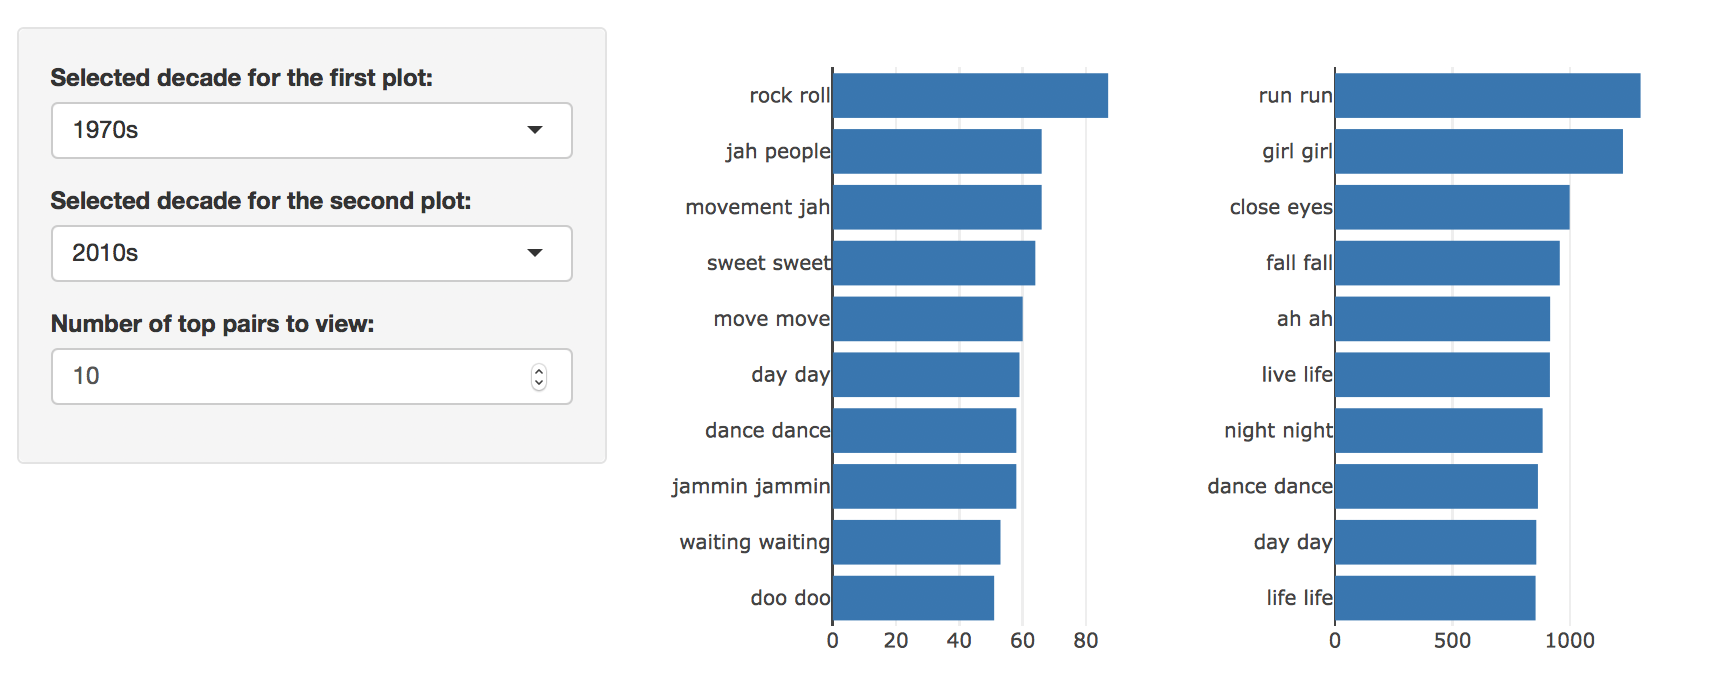 Selected decade for the first plot:
1970s
Selected decade for the second plot:
2010s
Number of top pairs to view:
10
rock roll
jah people
movement jah
sweet sweet
move move
day day
dance dance
jammin jammin
waiting waiting
doo doo
0 20 40 60 80
run run
girl girl
close eyes
fall fall
ah ah
live life
night night
dance dance
day day
life life
0 500 1000